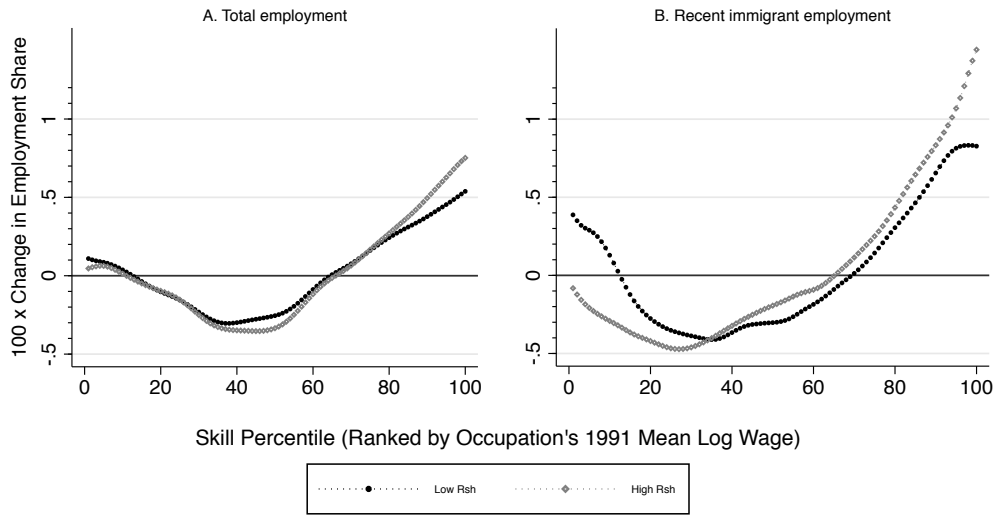 A. Total employment
B. Recent immigrant employment
100 x Change in Employment Share
1
.5
0
-.5
0 20 40 60 80 100
1
.5
0
-.5
0 20 40 60 80 100
Skill Percentile (Ranked by Occupation's 1991 Mean Log Wage)
Low Rsh High Rsh